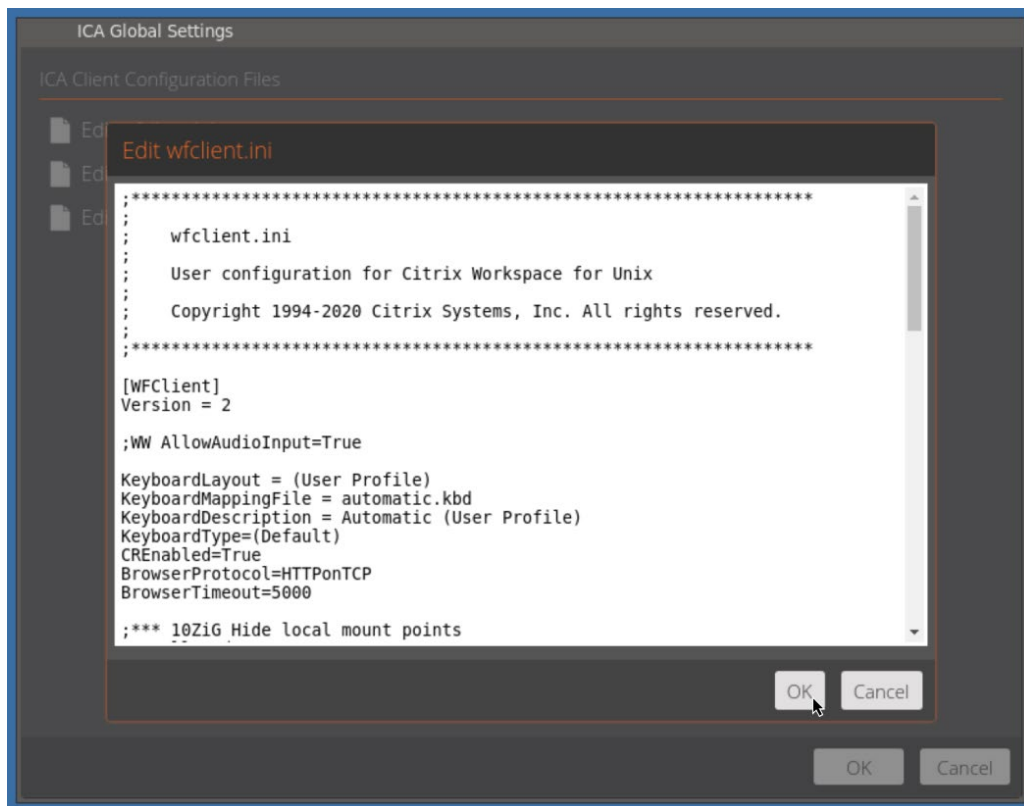 ICA Global Settings
ICA Client Configuration Files
Edi
Edi
Edi
Edit wfclient.ini
;********************************************************************
;
;    wfclient.ini
;
;    User configuration for Citrix Workspace for Unix
;
;    Copyright 1994-2020 Citrix Systems, Inc. All rights reserved.
;
;********************************************************************
[WFClient]
Version = 2
;WW AllowAudioInput=True
KeyboardLayout = (User Profile)
KeyboardMappingFile = automatic.kbd
KeyboardDescription = Automatic (User Profile)
KeyboardType=(Default)
CREnabled=True
BrowserProtocol=HTTPonTCP
BrowserTimeout=5000
;*** 10ZiG Hide local mount points
OK
Cancel
OK
Cancel